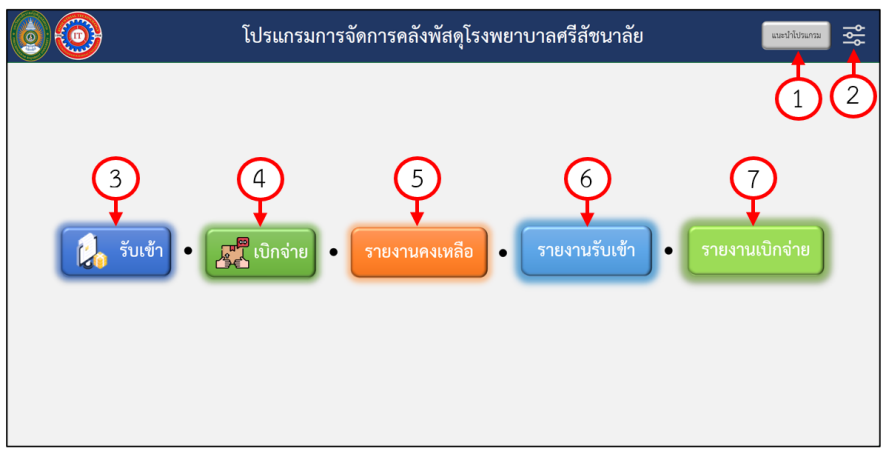 โปรแกรมการจัดการคลังพัสดุโรงพยาบาลศรีสัชนาลัย
แนะนำโปรแกรม
IT
1
2
3
4
5
6
7
รับเข้า
เบิกจ่าย
รายงานคงเหลือ
รายงานรับเข้า
รายงานเบิกจ่าย